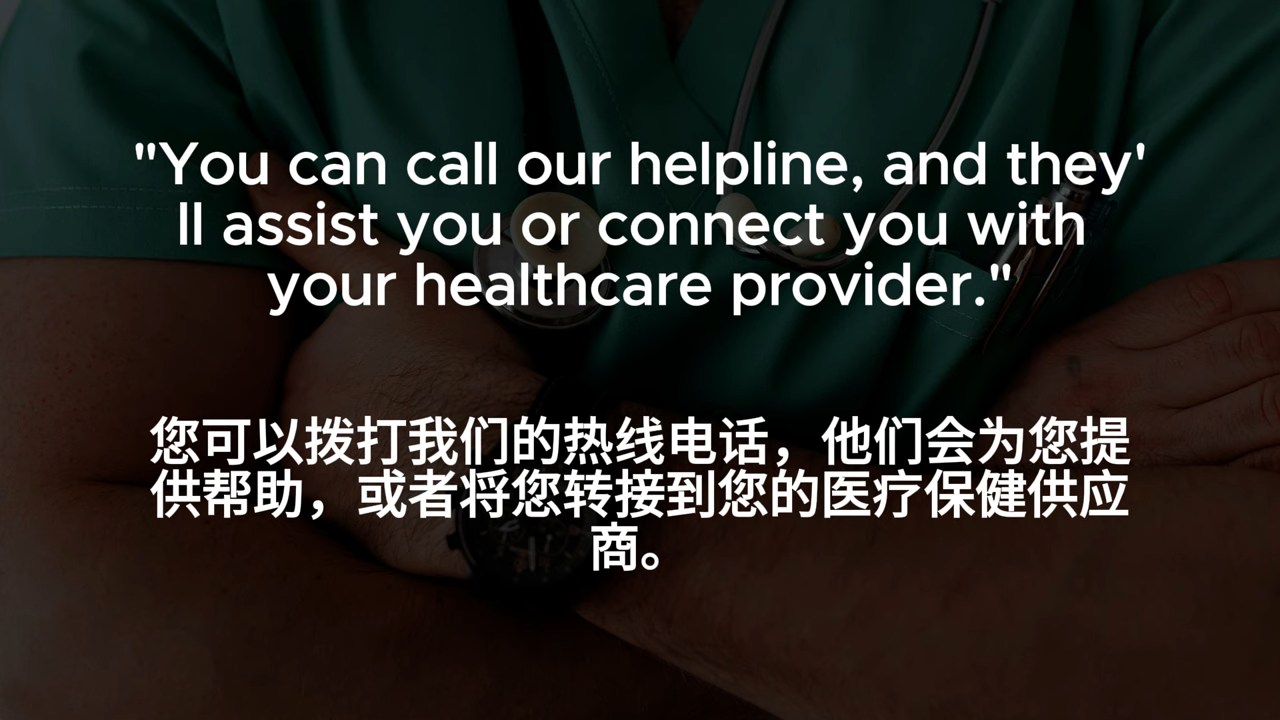 "You can call our helpline, and they'
ll assist you or connect you with
your healthcare provider."
您可以拨打我们的热线电话，他们会为您提
供帮助，或者将您转接到您的医疗保健供应
商。